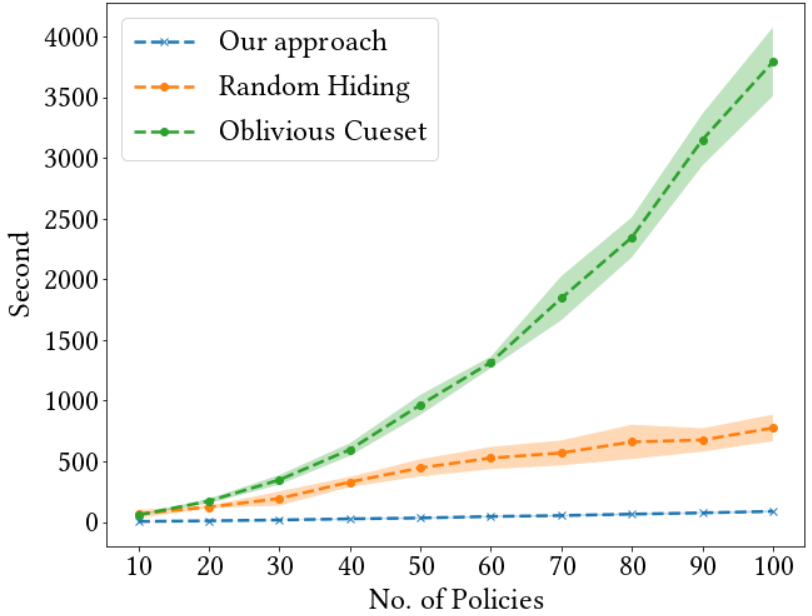 4000
3500
3000
2500
2000
1500
1000
500
0
Second
Our approach
Random Hiding
Oblivious Cueset
10 20 30 40 50 60 70 80 90 100
No. of Policies